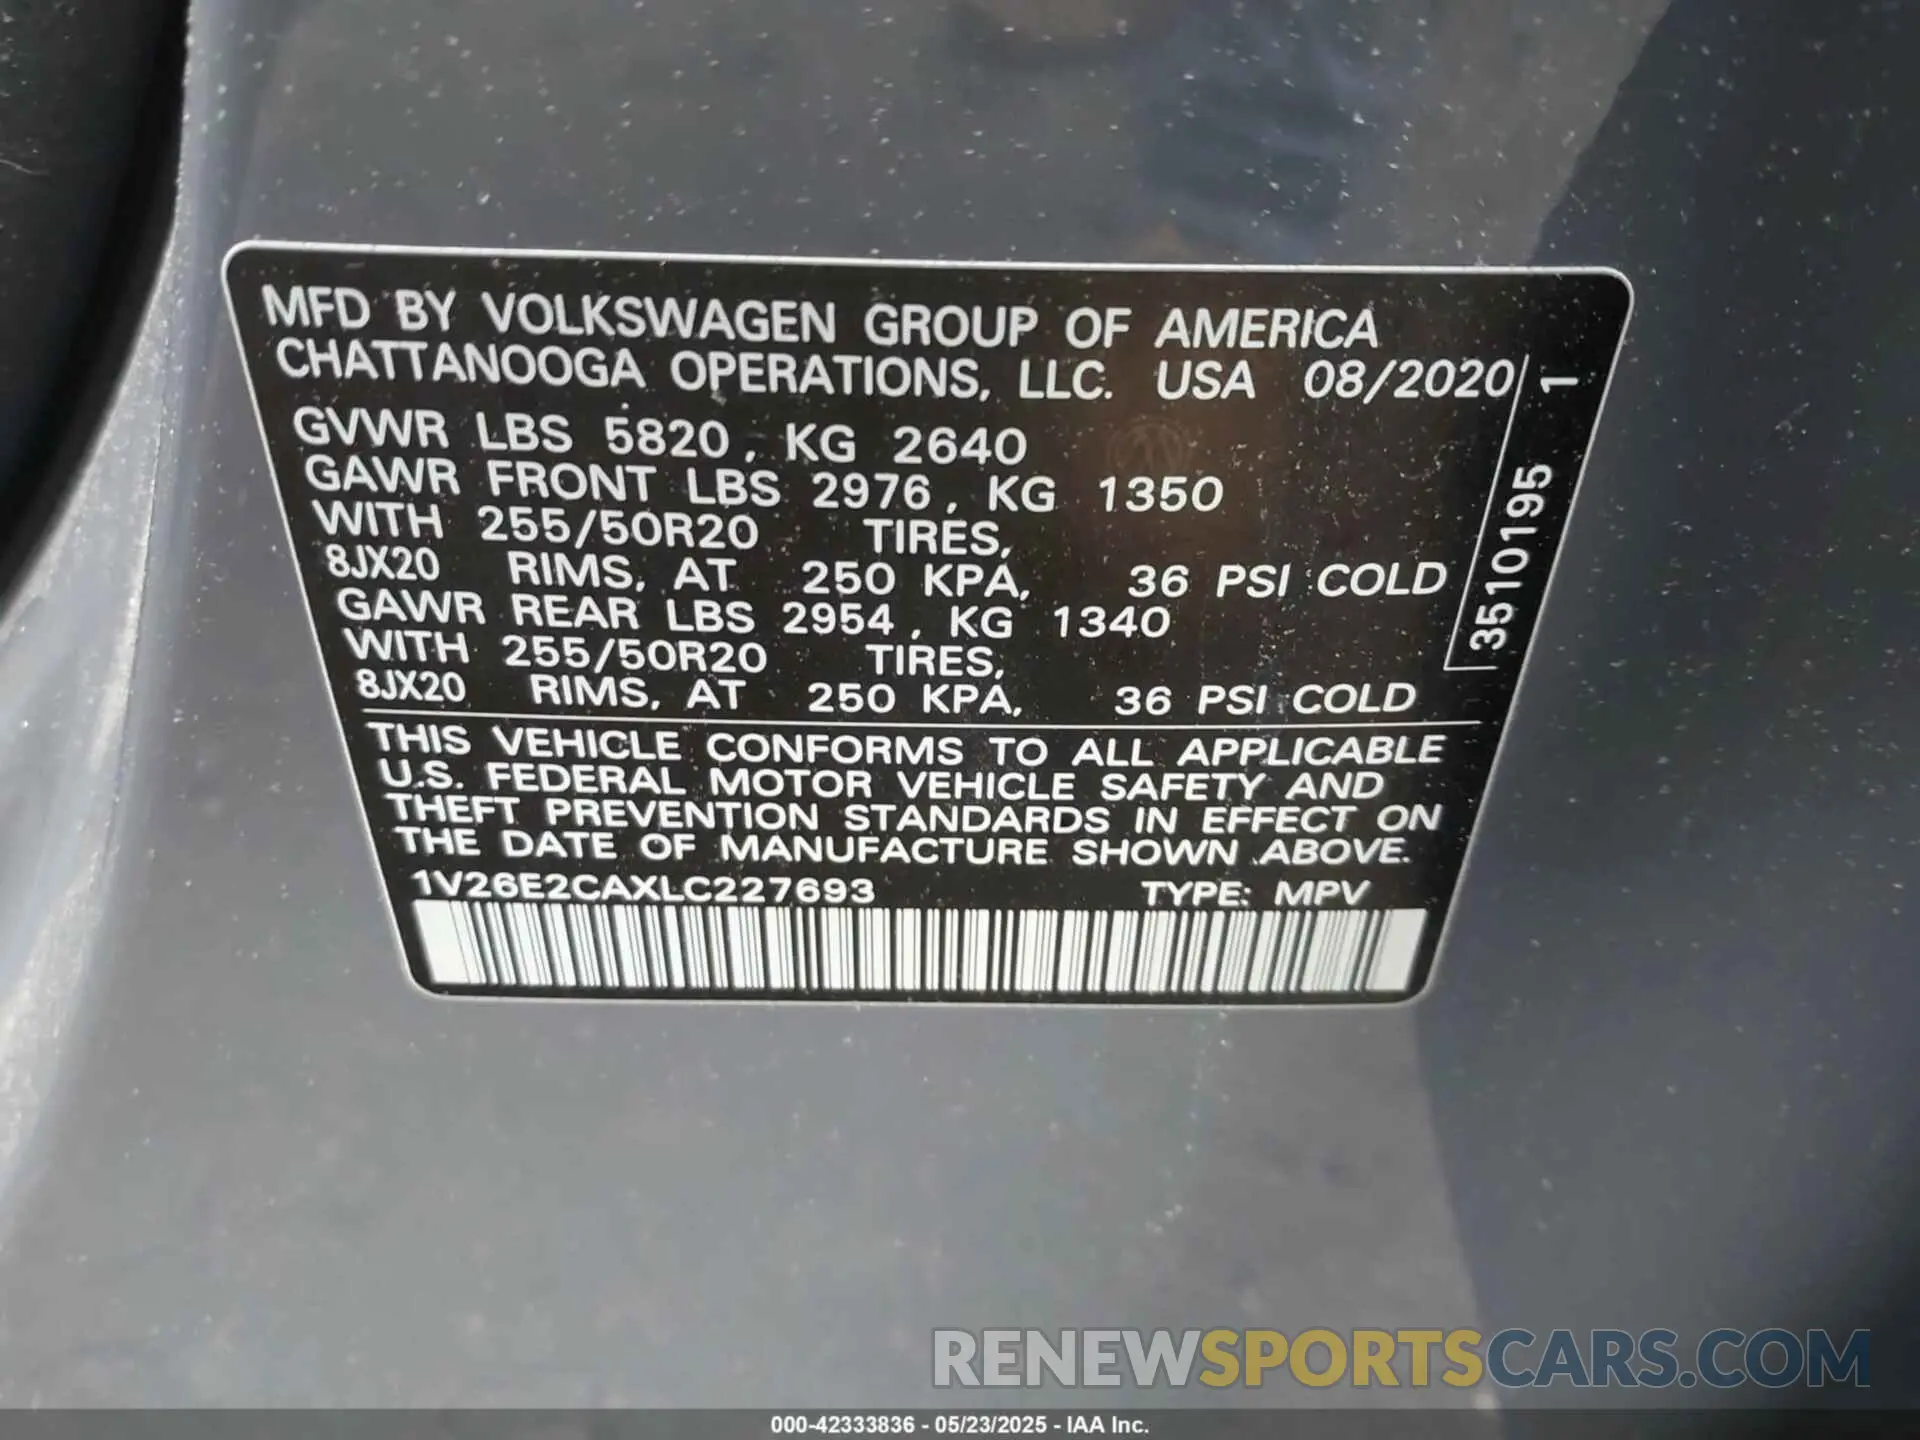 MFD BY VOLKSWAGEN GROUP OF AMERICA
CHATTANOOGA OPERATIONS, LLC. USA 08/2020
GVWR LBS 5820, KG 2640
GAWR FRONT LBS 2976, KG 1350
WITH 255/50R20 TIRES,
8JX20 RIMS, AT 250 KPA, 36 PSI COLD
GAWR REAR LBS 2954, KG 1340
WITH 255/50R20 TIRES,
8JX20 RIMS, AT 250 KPA, 36 PSI COLD
3510195 1
THIS VEHICLE CONFORMS TO ALL APPLICABLE
U.S. FEDERAL MOTOR VEHICLE SAFETY AND
THEFT PREVENTION STANDARDS IN EFFECT ON
THE DATE OF MANUFACTURE SHOWN ABOVE.
1V26E2CAXLC227693 TYPE: MPV
RENEWSPORTSCARS.COM
000-42333836 - 05/23/2025 - IAA Inc.